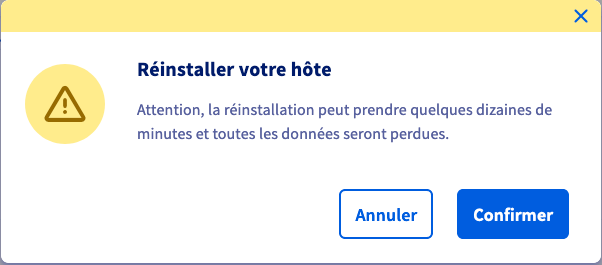 Réinstaller votre hôte
Attention, la réinstallation peut prendre quelques dizaines de
minutes et toutes les données seront perdues.
Annuler
Confirmer